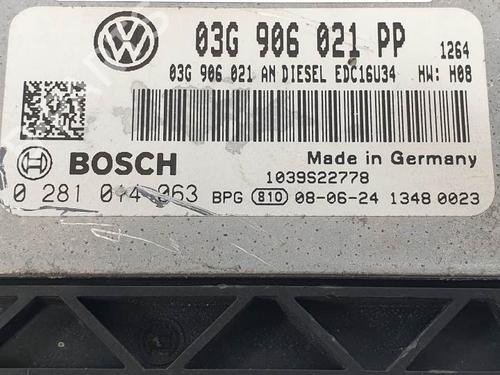 03G 906 021 PP 1264
03G 906 021 AN DIESEL EDC16U34 HW: H08
BOSCH Made in Germany
1039S22778
0 281 014 063 BPG 810 08-06-24 1348 0023